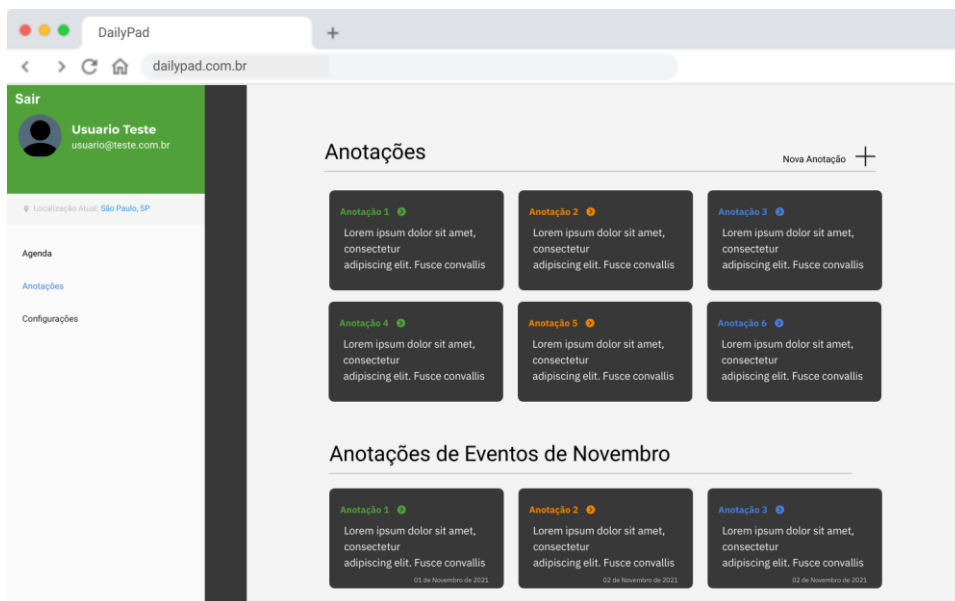 DailyPad
dailypad.com.br
Sair
Usuario Teste
usuario@teste.com.br
Localização Atual: São Paulo, SP
Agenda
Anotações
Configurações
Anotações
Nova Anotação
Anotação 1
Lorem ipsum dolor sit amet,
consectetur
adipiscing elit. Fusce convallis
Anotação 2
Lorem ipsum dolor sit amet,
consectetur
adipiscing elit. Fusce convallis
Anotação 3
Lorem ipsum dolor sit amet,
consectetur
adipiscing elit. Fusce convallis
Anotação 4
Lorem ipsum dolor sit amet,
consectetur
adipiscing elit. Fusce convallis
Anotação 5
Lorem ipsum dolor sit amet,
consectetur
adipiscing elit. Fusce convallis
Anotação 6
Lorem ipsum dolor sit amet,
consectetur
adipiscing elit. Fusce convallis
Anotações de Eventos de Novembro
Anotação 1
Lorem ipsum dolor sit amet,
consectetur
adipiscing elit. Fusce convallis
01 de Novembro de 2021
Anotação 2
Lorem ipsum dolor sit amet,
consectetur
adipiscing elit. Fusce convallis
02 de Novembro de 2021
Anotação 3
Lorem ipsum dolor sit amet,
consectetur
adipiscing elit. Fusce convallis
02 de Novembro de 2021